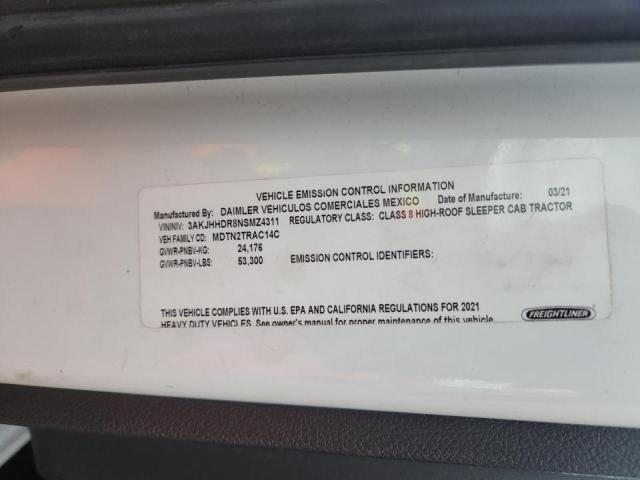 VEHICLE EMISSION CONTROL INFORMATION
Manufactured By: DAIMLER VEHICULOS COMERCIALES MEXICO Date of Manufacture: 03/21
VIN/NIV: 3AKJHHDR8NSMZ4311 REGULATORY CLASS: CLASS 8 HIGH-ROOF SLEEPER CAB TRACTOR
VEH FAMILY CD: MDTN2TRAC14C
GVWR-PNBV-KG: 24,176
GVWR-PNBV-LBS: 53,300 EMISSION CONTROL IDENTIFIERS:
THIS VEHICLE COMPLIES WITH U.S. EPA AND CALIFORNIA REGULATIONS FOR 2021
HEAVY DUTY VEHICLES. See owner's manual for proper maintenance of this vehicle.
FREIGHTLINER